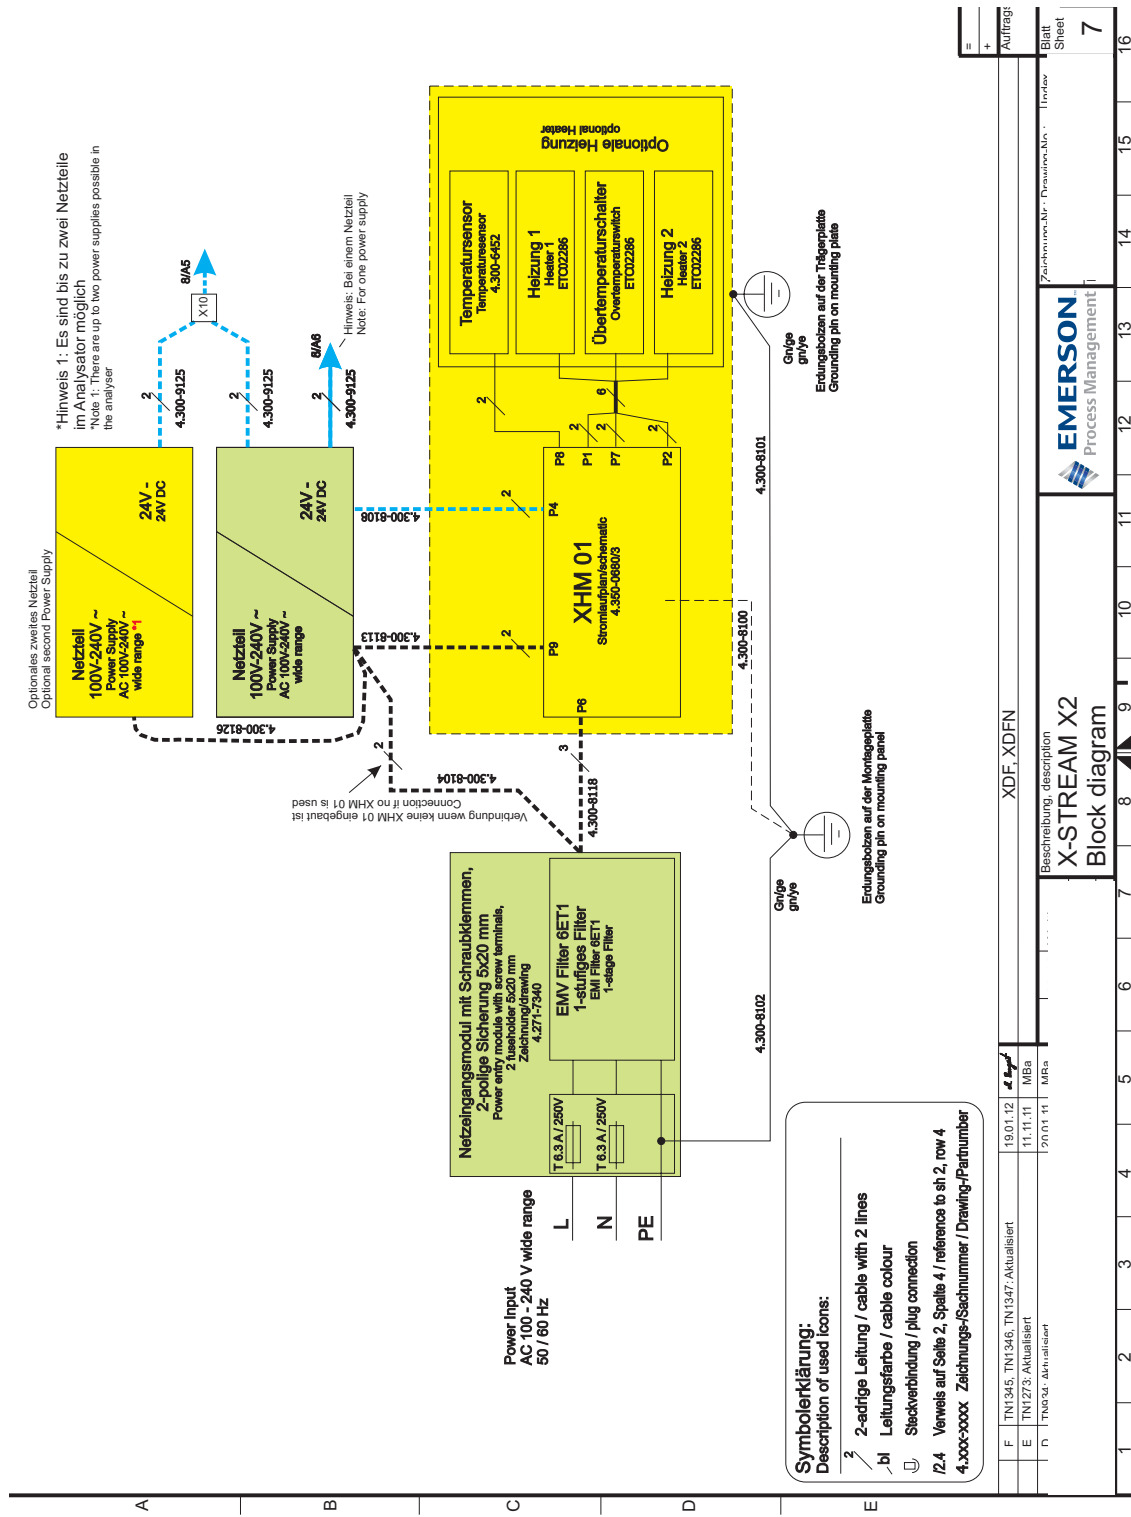 *Hinweis 1: Es sind bis zu zwei Netzteile
im Analysator möglich
*Note 1: There are up to two power supplies possible in
the analyser
Optionales zweites Netzteil
Optional second Power Supply
Netzteil
100V-240V ~
Power Supply
AC 100V-240V ~
wide range *1
24V -
24V DC
2
4.300-9125
X10
8/A5
Netzteil
100V-240V ~
Power Supply
AC 100V-240V ~
wide range
24V -
24V DC
2
4.300-9125
2
4.300-9125
8/A6
Hinweis: Bei einem Netzteil
Note: For one power supply
4.300-8126
4.300-8113
4.300-8108
2
4.300-8104
Verbindung wenn keine XHM 01 eingebaut ist
Connection if no XHM 01 is used
3
4.300-8118
2
2
P6
P9
P4
P8
P1
P7
P2
XHM 01
Stromlaufplan/schematic
4.350-0680/3
2
2
2
2
6
Temperatursensor
Temperaturesensor
4.300-6452
Heizung 1
Heater 1
ETC02286
Übertemperaturschalter
Overtemperaturswitch
ETC02286
Heizung 2
Heater 2
ETC02286
Optionale Heizung
optional Heater
Netzeingangsmodul mit Schraubklemmen,
2-polige Sicherung 5x20 mm
Power entry module with screw terminals,
2 fuseholder 5x20 mm
Zeichnung/drawing
4.271-7340
EMV Filter 6ET1
1-stufiges Filter
EMI Filter 6ET1
1-stage Filter
T 6.3 A / 250V
T 6.3 A / 250V
Power Input
AC 100 - 240 V wide range
50 / 60 Hz
L
N
PE
4.300-8102
Gn/ge
gn/ye
Erdungsbolzen auf der Montageplatte
Grounding pin on mounting panel
4.300-8100
4.300-8101
Gn/ge
gn/ye
Erdungsbolzen auf der Trägerplatte
Grounding pin on mounting plate
Symbolerklärung:
Description of used icons:
2
2-adrige Leitung / cable with 2 lines
bl
Leitungsfarbe / cable colour
Steckverbindung / plug connection
/2.4 Verweis auf Seite 2, Spalte 4 / reference to sh 2, row 4
4.xxx-xxxx Zeichnungs-/Sachnummer / Drawing-/Partnumber
A
B
C
D
E
F TN1345, TN1346, TN1347: Aktualisiert 19.01.12
E TN1273: Aktualisiert 11.11.11 MBa
D TN934: Aktualisiert 20.01.11 MBa
XDF, XDFN
Beschreibung, description
X-STREAM X2
Block diagram
EMERSON
Process Management
Zeichnung-Nr.: Drawing-No.: Index
=
+
Auftrags
Blatt
Sheet
7
1 2 3 4 5 6 7 8 9 10 11 12 13 14 15 16